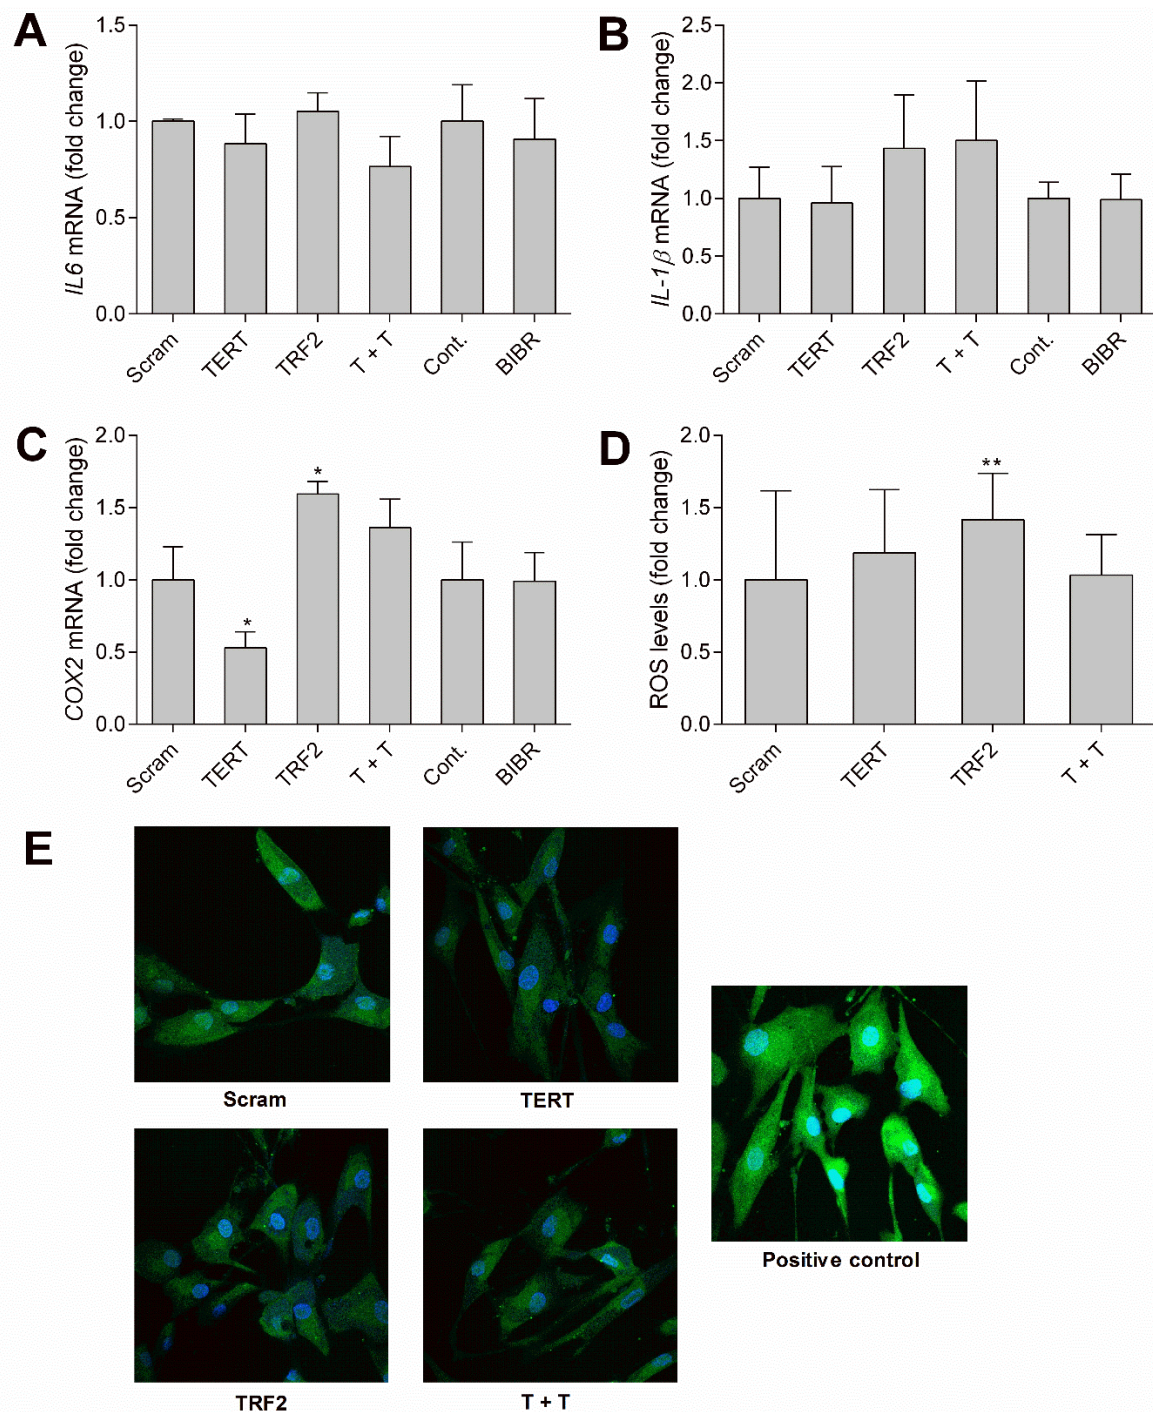 A
IL6 mRNA (fold change)
1.5
1.0
0.5
0.0
Scram
TERT
TRF2
T + T
Cont.
BIBR
B
IL-1β mRNA (fold change)
2.5
2.0
1.5
1.0
0.5
0.0
Scram
TERT
TRF2
T + T
Cont.
BIBR
C
COX2 mRNA (fold change)
2.0
1.5
1.0
0.5
0.0
*
*
Scram
TERT
TRF2
T + T
Cont.
BIBR
D
ROS levels (fold change)
2.0
1.5
1.0
0.5
0.0
**
Scram
TERT
TRF2
T + T
E
Scram
TERT
Positive control
TRF2
T + T